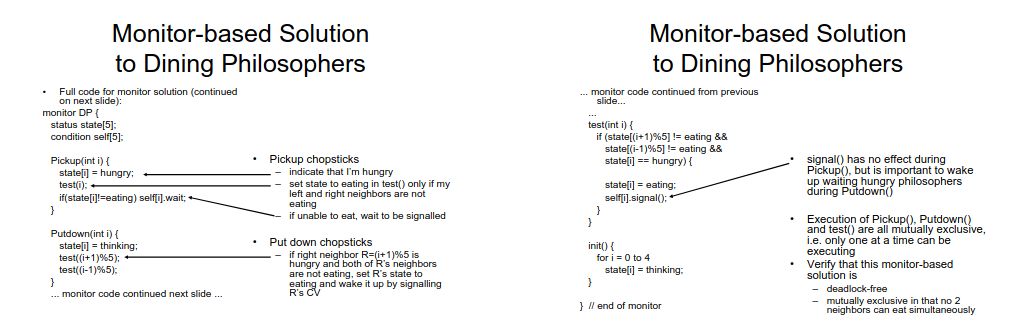 Monitor-based Solution
to Dining Philosophers
• Full code for monitor solution (continued
on next slide):
monitor DP {
status state[5];
condition self[5];
Pickup(int i) {
state[i] = hungry;
test(i);
if(state[i]!=eating) self[i].wait;
}
Putdown(int i) {
state[i] = thinking;
test((i+1)%5);
test((i-1)%5);
}
... monitor code continued next slide ...
• Pickup chopsticks
– indicate that I'm hungry
– set state to eating in test() only if my
left and right neighbors are not
eating
– if unable to eat, wait to be signalled
• Put down chopsticks
– if right neighbor R=(i+1)%5 is
hungry and both of R's neighbors
are not eating, set R's state to
eating and wake it up by signalling
R's CV
Monitor-based Solution
to Dining Philosophers
... monitor code continued from previous
slide...
...
test(int i) {
if (state[(i+1)%5] != eating &&
state[(i-1)%5] != eating &&
state[i] == hungry) {
state[i] = eating;
self[i].signal();
}
}
init() {
for i = 0 to 4
state[i] = thinking;
}
} // end of monitor
• signal() has no effect during
Pickup(), but is important to wake
up waiting hungry philosophers
during Putdown()
• Execution of Pickup(), Putdown()
and test() are all mutually exclusive,
i.e. only one at a time can be
executing
• Verify that this monitor-based
solution is
– deadlock-free
– mutually exclusive in that no 2
neighbors can eat simultaneously